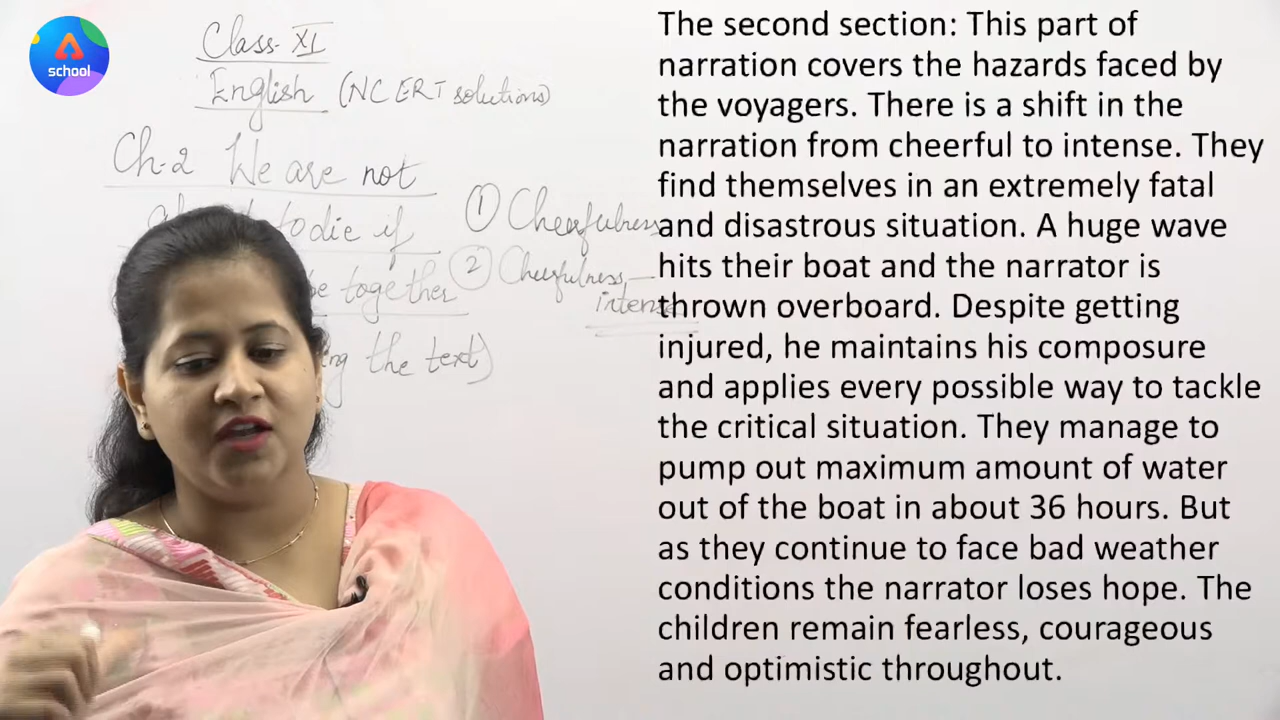 A
school
Class-XI
English (NCERT solutions)
Ch-2 We are not
to die if
be together
the text)
① Cheerfulness
② Cheerfulness—
intense
The second section: This part of
narration covers the hazards faced by
the voyagers. There is a shift in the
narration from cheerful to intense. They
find themselves in an extremely fatal
and disastrous situation. A huge wave
hits their boat and the narrator is
thrown overboard. Despite getting
injured, he maintains his composure
and applies every possible way to tackle
the critical situation. They manage to
pump out maximum amount of water
out of the boat in about 36 hours. But
as they continue to face bad weather
conditions the narrator loses hope. The
children remain fearless, courageous
and optimistic throughout.